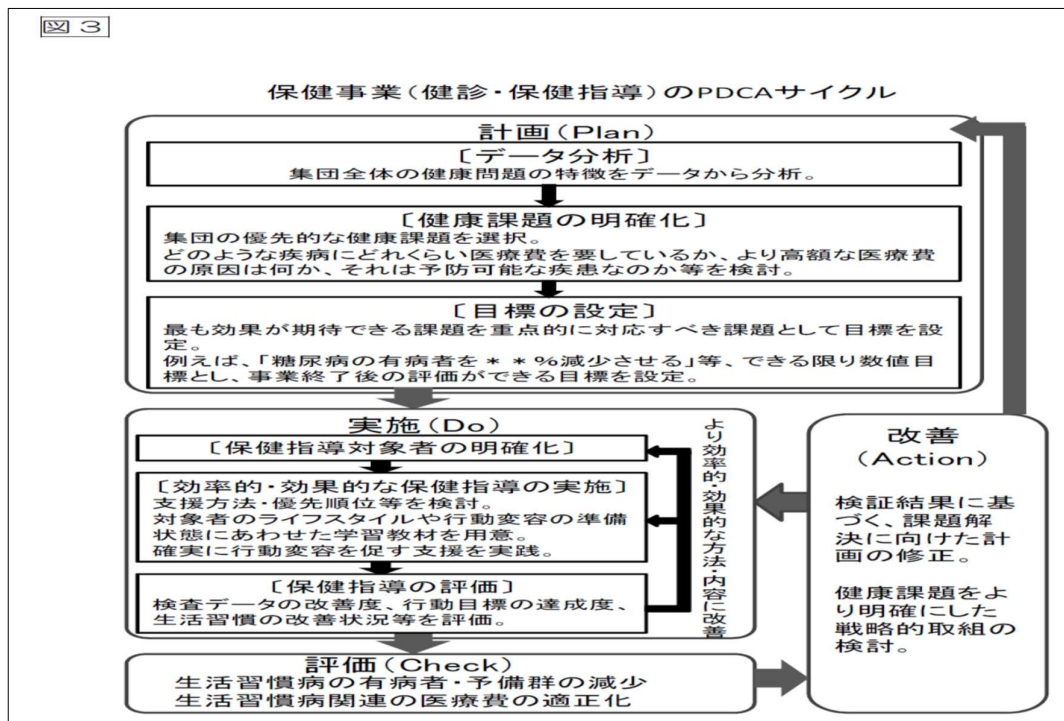 図3
保健事業(健診・保健指導)のPDCAサイクル
計画(Plan)
[データ分析]
集団全体の健康問題の特徴をデータから分析。
[健康課題の明確化]
集団の優先的な健康課題を選択。
どのような疾病にどれくらい医療費を要しているか、より高額な医療費
の原因は何か、それは予防可能な疾患なのか等を検討。
[目標の設定]
最も効果が期待できる課題を重点的に対応すべき課題として目標を設
定。
例えば、「糖尿病の有病者を**%減少させる」等、できる限り数値目
標とし、事業終了後の評価ができる目標を設定。
実施(Do)
[保健指導対象者の明確化]
[効率的・効果的な保健指導の実施]
支援方法・優先順位等を検討。
対象者のライフスタイルや行動変容の準備
状態にあわせた学習教材を用意。
確実に行動変容を促す支援を実践。
[保健指導の評価]
検査データの改善度、行動目標の達成度、
生活習慣の改善状況等を評価。
より効率的・効果的な方法・内容に改善
評価(Check)
生活習慣病の有病者・予備群の減少
生活習慣病関連の医療費の適正化
改善
(Action)
検証結果に基
づく、課題解
決に向けた計
画の修正。
健康課題をよ
り明確にした
戦略的取組の
検討。